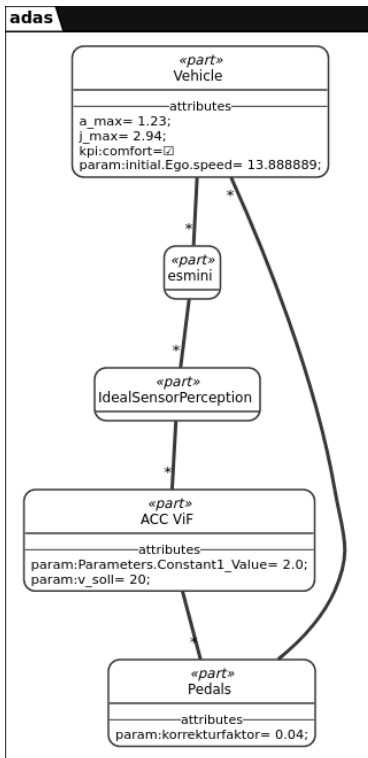 adas
«part»
Vehicle
attributes
a_max= 1.23;
j_max= 2.94;
kpi:comfort=☑
param:initial.Ego.speed= 13.888889;
*
*
«part»
esmini
*
«part»
IdealSensorPerception
*
«part»
ACC ViF
attributes
param:Parameters.Constant1_Value= 2.0;
param:v_soll= 20;
*
«part»
Pedals
attributes
param:korrekturfaktor= 0.04;